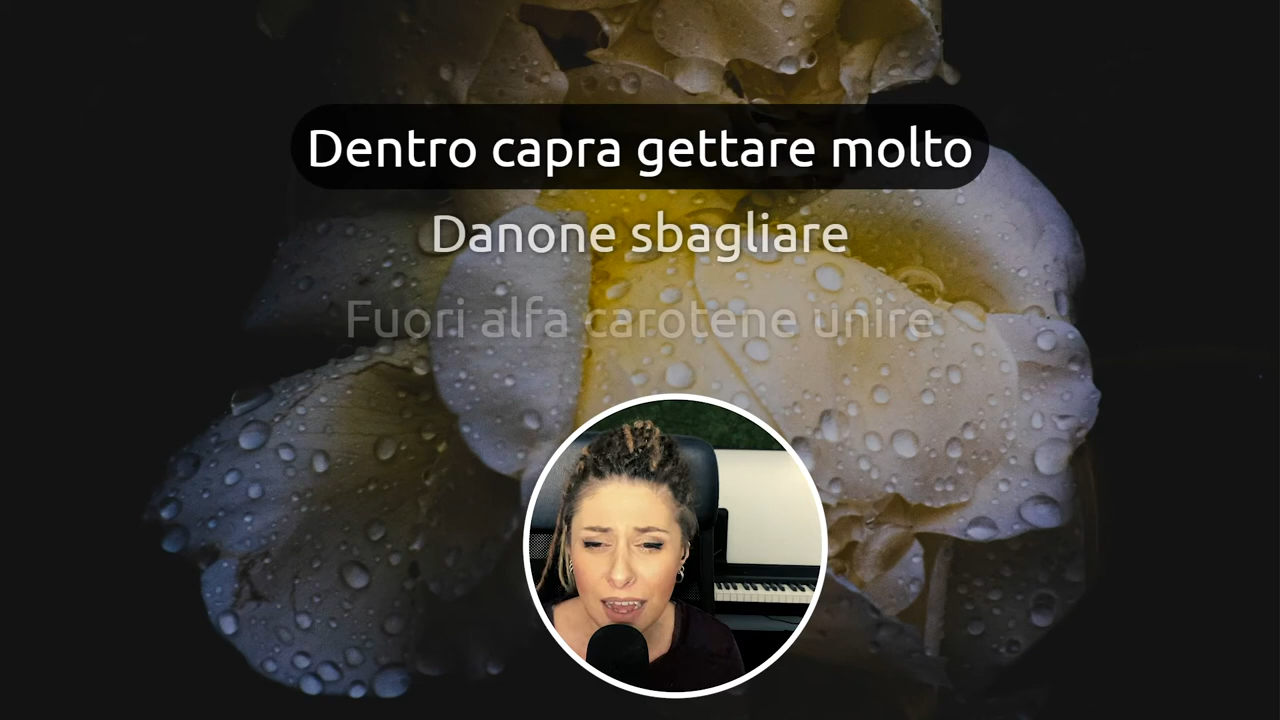 Dentro capra gettare molto
Danone sbagliare
Fuori alfa carotene unire